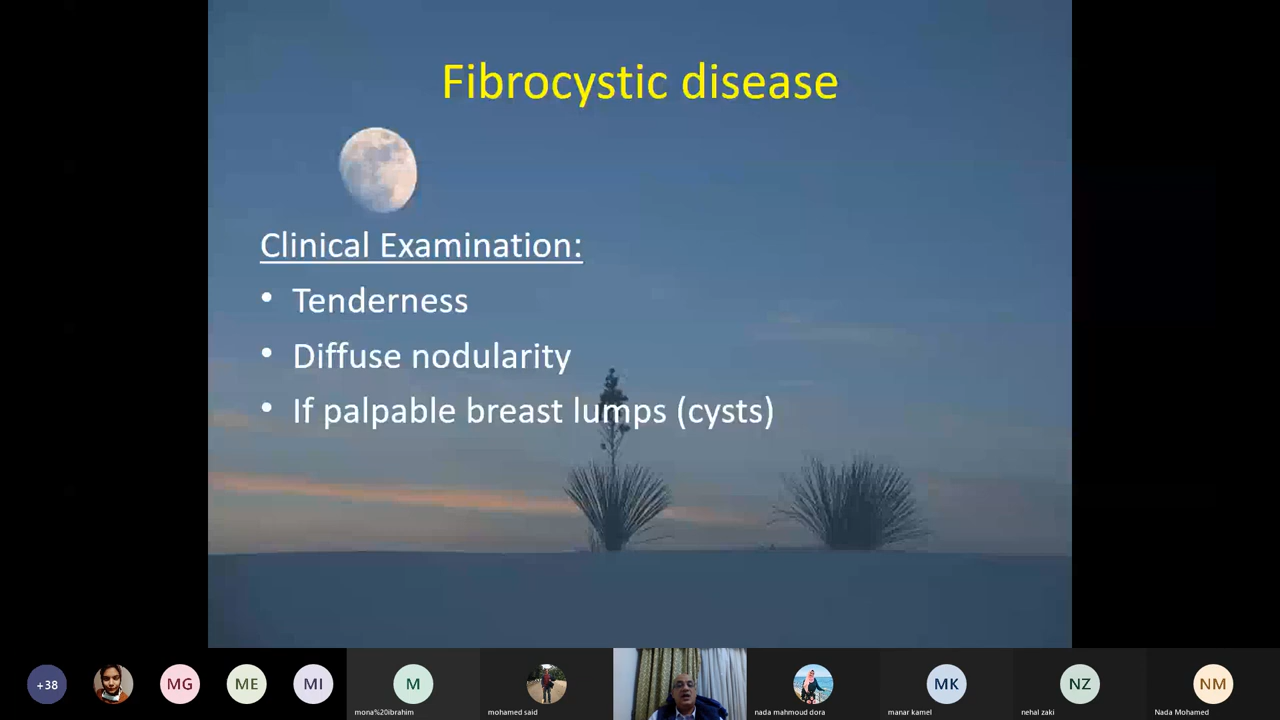 Fibrocystic disease
Clinical Examination:
• Tenderness
• Diffuse nodularity
• If palpable breast lumps (cysts)
+38
MG
ME
MI
M
MK
NZ
NM
mona%20ibrahim
mohamed said
nada mahmoud dora
manar kamel
nehal zaki
Nada Mohamed